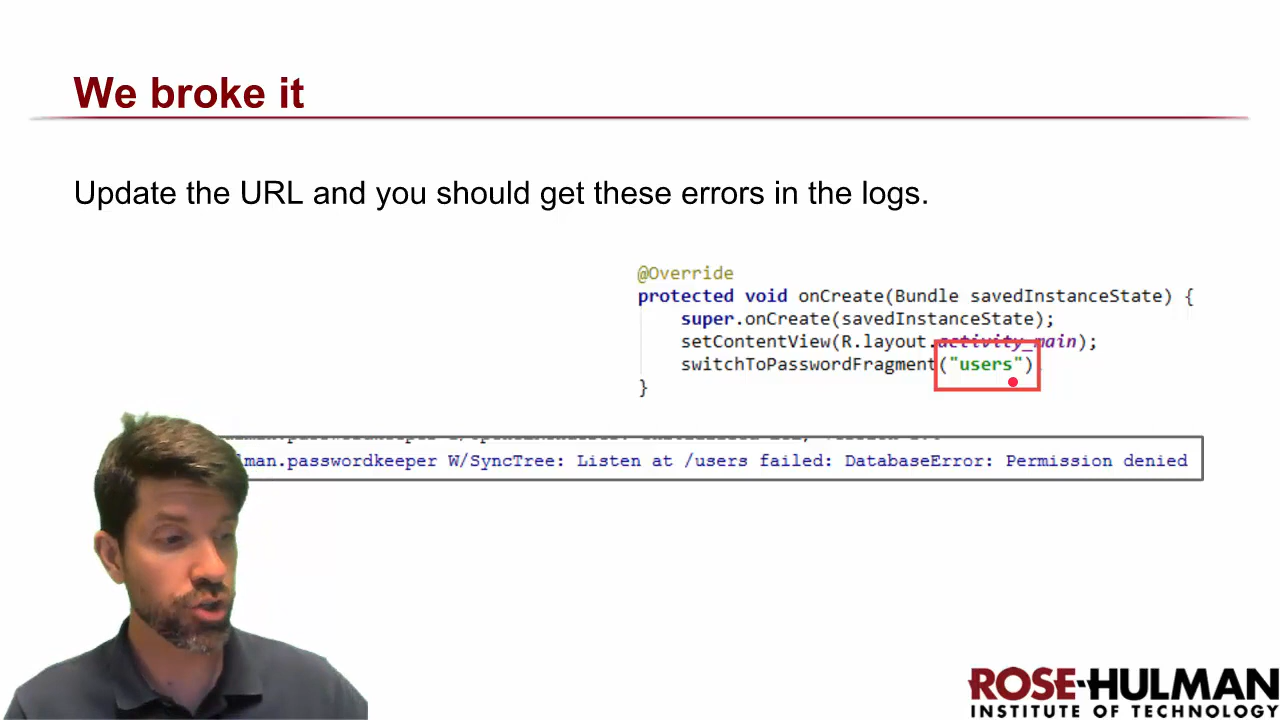 We broke it
Update the URL and you should get these errors in the logs.
@Override
protected void onCreate(Bundle savedInstanceState) {
super.onCreate(savedInstanceState);
setContentView(R.layout.activity_main);
switchToPasswordFragment("users")
}
lman.passwordkeeper W/SyncTree: Listen at /users failed: DatabaseError: Permission denied
ROSE-HULMAN
INSTITUTE OF TECHNOLOGY